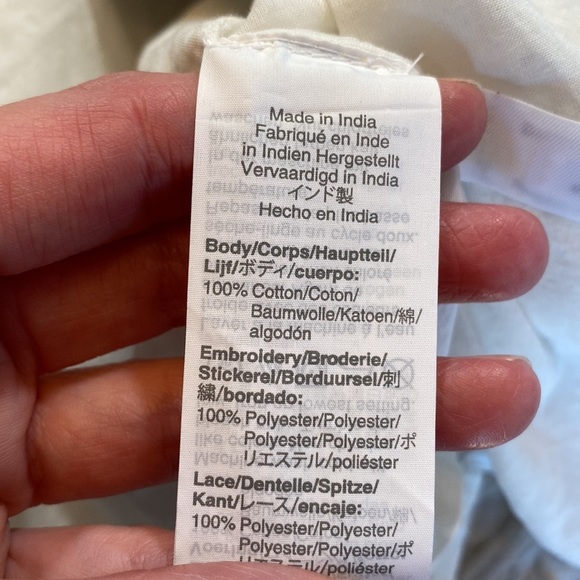 Made in India
Fabriqué en Inde
in Indien Hergestellt
Vervaardigd in India
インド製
Hecho en India
Body/Corps/Hauptteil/
Lijf/ボディ/cuerpo:
100% Cotton/Coton/
Baumwolle/Katoen/綿/
algodón
Embroidery/Broderie/
Stickerei/Borduursel/刺
繍/bordado:
100% Polyester/Polyester/
Polyester/Polyester/ポ
リエステル/poliéster
Lace/Dentelle/Spitze/
Kant/レース/encaje:
100% Polyester/Polyester/
Polyester/Polyester/ポ
リエステル/poliéster